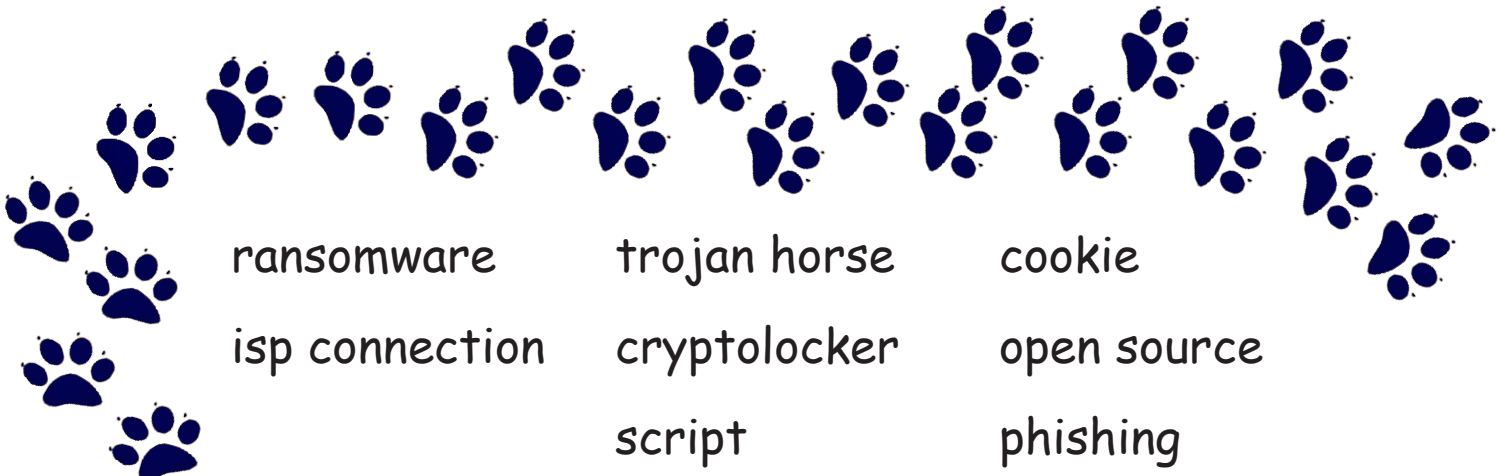 ransomware trojan horse cookie
isp connection cryptolocker open source
script phishing